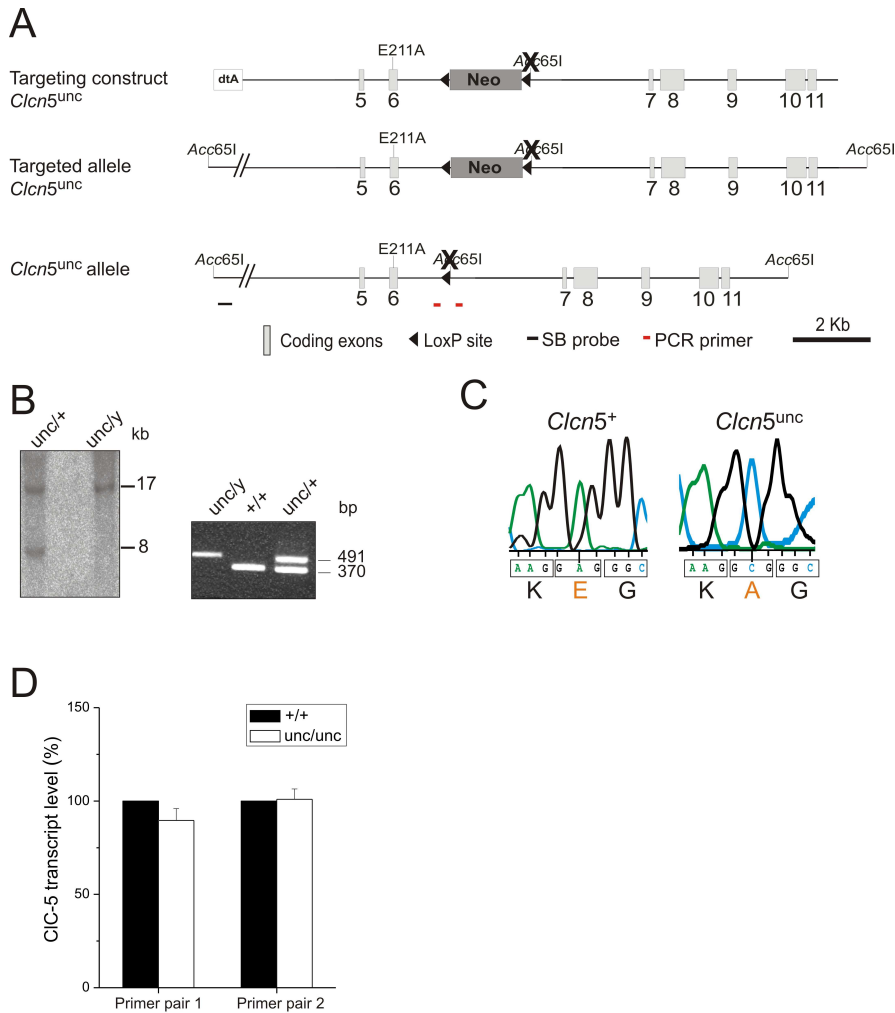 A
Targeting construct
Clcn5unc
dtA
E211A
Neo
Acc65I
X
5 6 7 8 9 10 11
Targeted allele
Clcn5unc
Acc65I
E211A
Neo
Acc65I
X
Acc65I
5 6 7 8 9 10 11
Clcn5unc allele
Acc65I
E211A
Acc65I
X
Acc65I
5 6 7 8 9 10 11
Coding exons
LoxP site
SB probe
PCR primer
2 Kb
B
unc/+
unc/y
kb
17
8
unc/y
+/+
unc/+
bp
491
370
C
Clcn5+
A A G G A G G G C
K E G
Clcn5unc
A A G G C G G G C
K A G
D
ClC-5 transcript level (%)
150
100
50
0
+/+
unc/unc
Primer pair 1
Primer pair 2